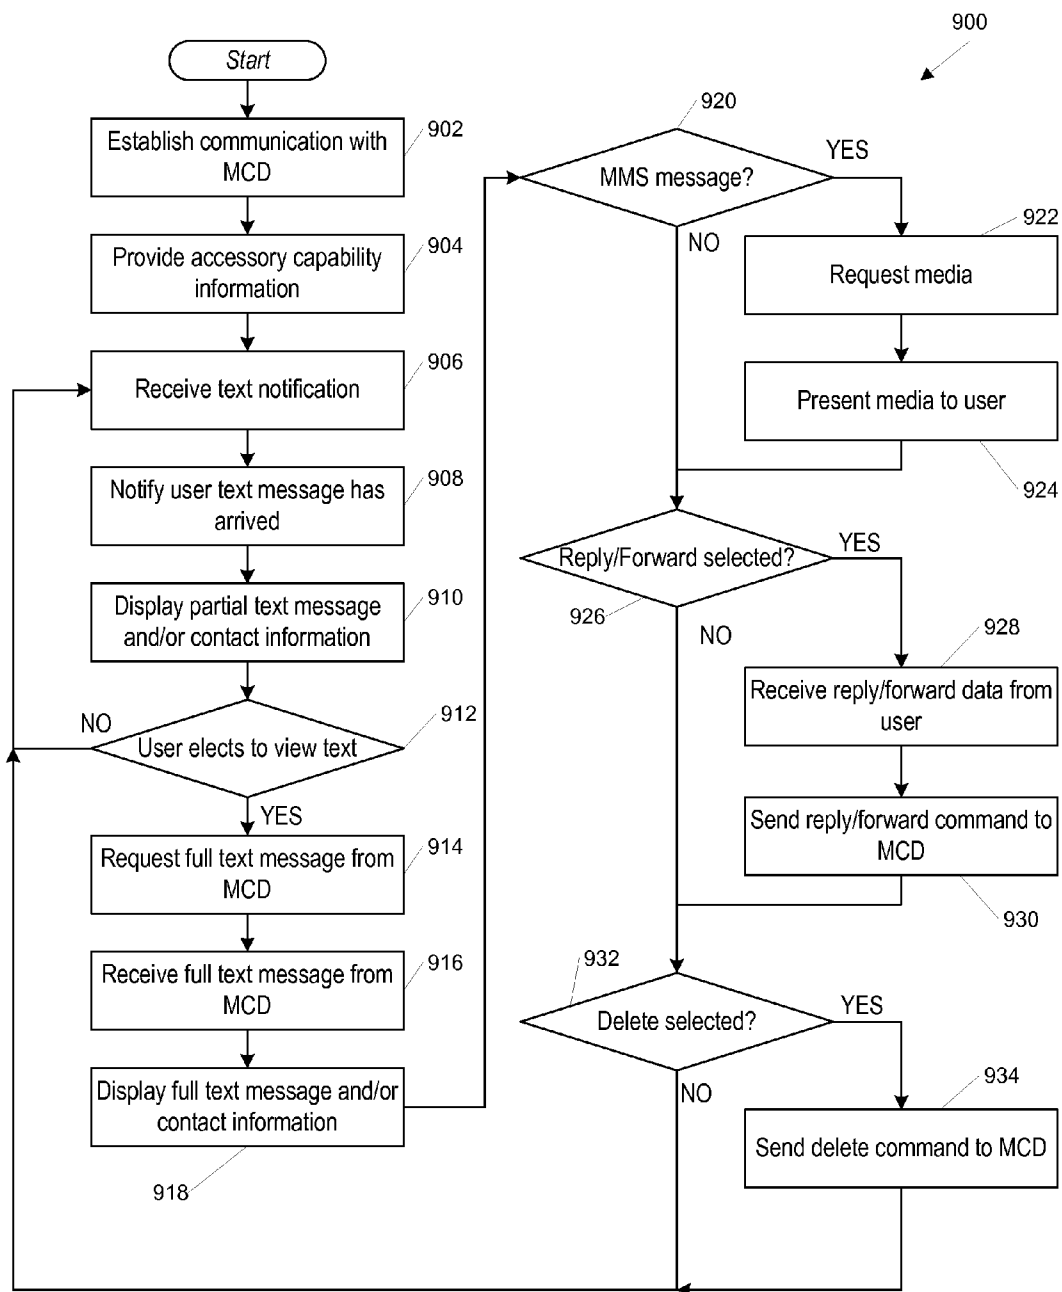 900
Start
Establish communication with
MCD
902
Provide accessory capability
information
904
Receive text notification
906
Notify user text message has
arrived
908
Display partial text message
and/or contact information
910
User elects to view text
912
NO
YES
Request full text message from
MCD
914
Receive full text message from
MCD
916
Display full text message and/or
contact information
918
920
MMS message?
YES
NO
922
Request media
Present media to user
924
Reply/Forward selected?
926
YES
NO
928
Receive reply/forward data from
user
Send reply/forward command to
MCD
930
932
Delete selected?
YES
NO
934
Send delete command to MCD